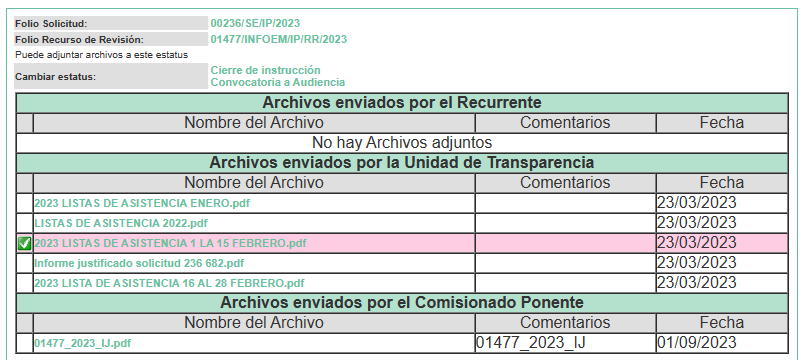 Folio Solicitud: 00236/SE/IP/2023
Folio Recurso de Revisión: 01477/INFOEM/IP/RR/2023
Puede adjuntar archivos a este estatus
Cambiar estatus: Cierre de instrucción
Convocatoria a Audiencia
Archivos enviados por el Recurrente
Nombre del Archivo Comentarios Fecha
No hay Archivos adjuntos
Archivos enviados por la Unidad de Transparencia
Nombre del Archivo Comentarios Fecha
2023 LISTAS DE ASISTENCIA ENERO.pdf 23/03/2023
LISTAS DE ASISTENCIA 2022.pdf 23/03/2023
2023 LISTAS DE ASISTENCIA 1 LA 15 FEBRERO.pdf 23/03/2023
Informe justificado solicitud 236 682.pdf 23/03/2023
2023 LISTA DE ASISTENCIA 16 AL 28 FEBRERO.pdf 23/03/2023
Archivos enviados por el Comisionado Ponente
Nombre del Archivo Comentarios Fecha
01477_2023_IJ.pdf 01477_2023_IJ 01/09/2023